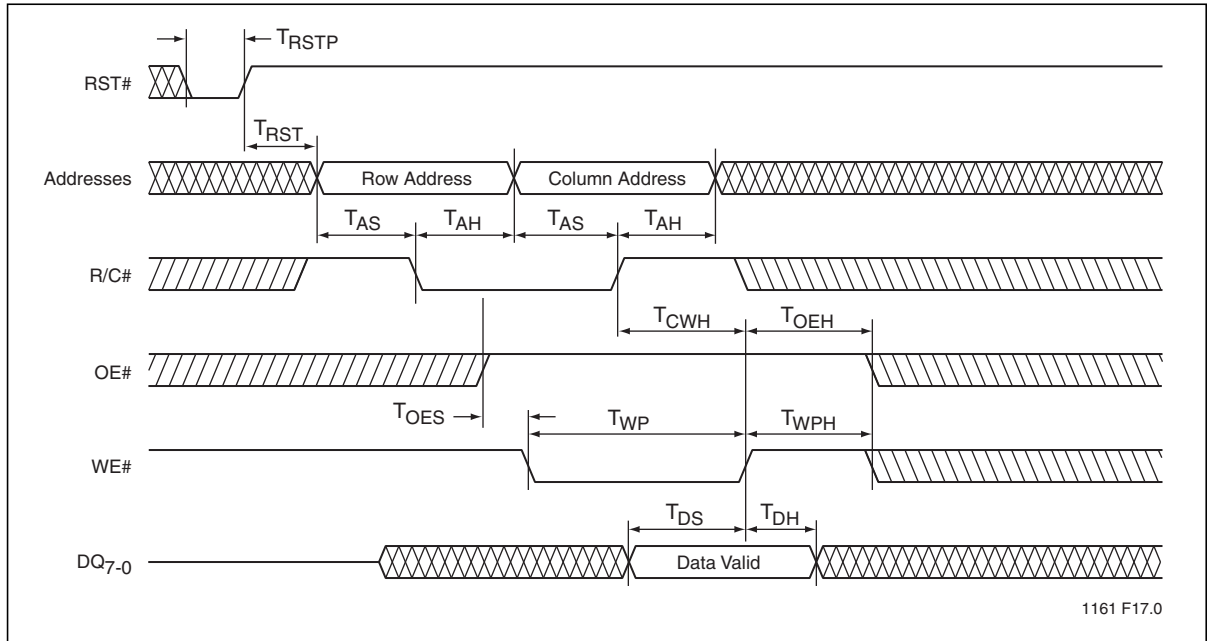 TRSTP
RST#
TRST
Addresses
Row Address
Column Address
TAS
TAH
TAS
TAH
R/C#
TCWH
TOEH
OE#
TOES
TWP
TWPH
WE#
TDS
TDH
DQ7-0
Data Valid
1161 F17.0